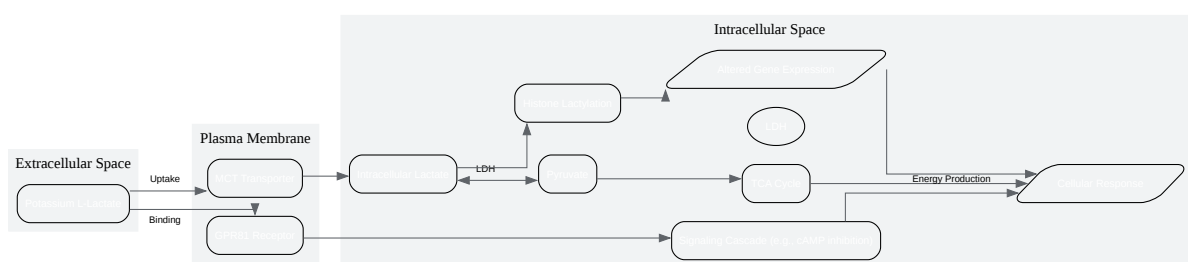 Intracellular Space
Altered Gene Expression
Histone Lactylation
LDH
Plasma Membrane
Extracellular Space
MCT Transporter
Uptake
Intracellular Lactate
LDH
Pyruvate
TCA Cycle
Energy Production
Cellular Response
Potassium L-Lactate
Binding
GPR81 Receptor
Signaling Cascade (e.g., cAMP inhibition)